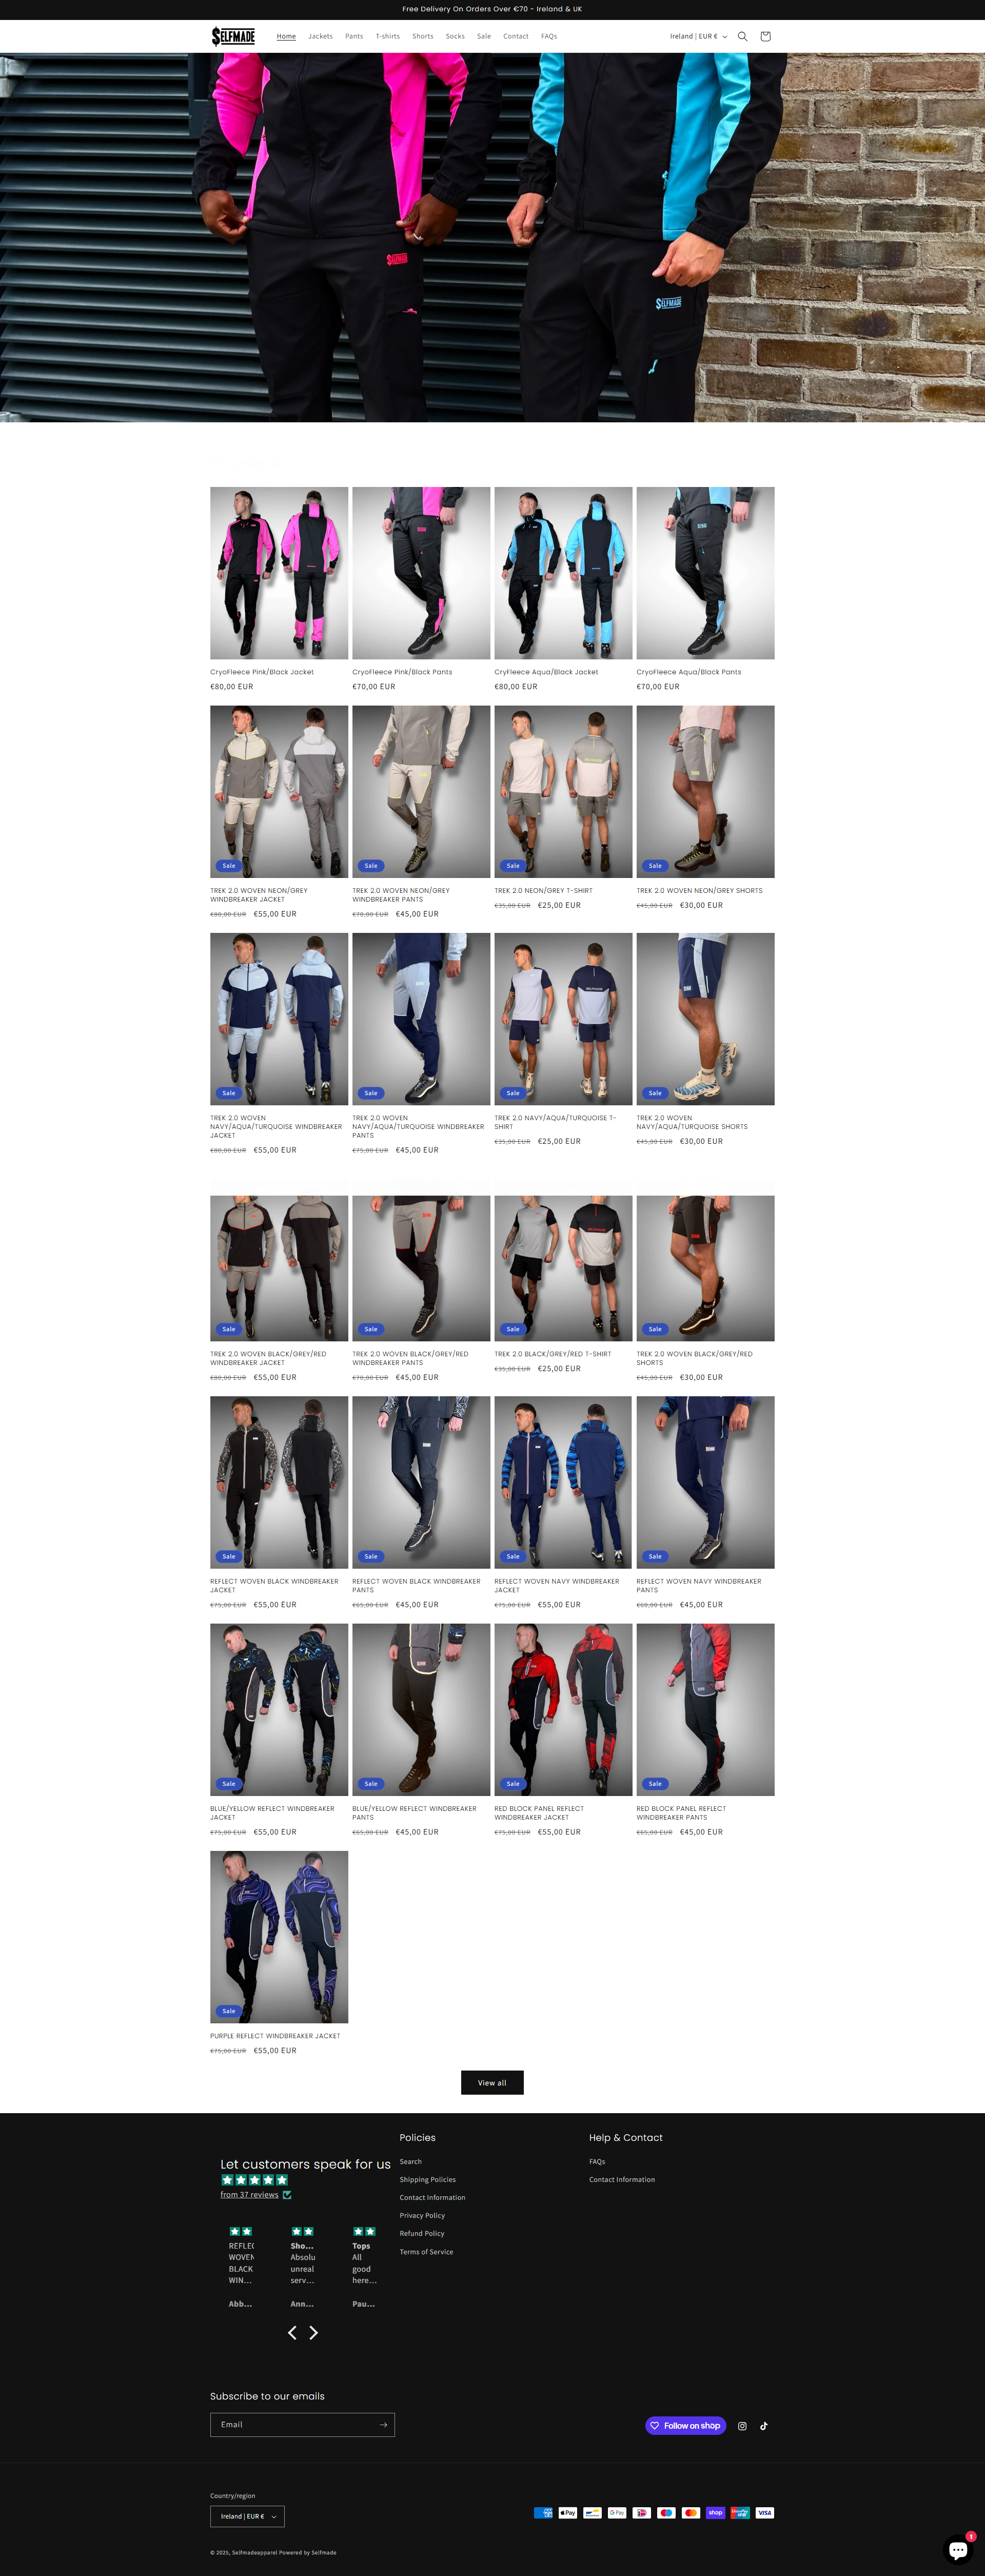 Free Delivery On Orders Over €70 - Ireland & UK
SELFMADE
Home
Jackets
Pants
T-shirts
Shorts
Socks
Sale
Contact
FAQs
Ireland | EUR €
SELFMADE
SELFMADE
CryoFleece Pink/Black Jacket
€80,00 EUR
CryoFleece Pink/Black Pants
€70,00 EUR
CryFleece Aqua/Black Jacket
€80,00 EUR
CryoFleece Aqua/Black Pants
€70,00 EUR
Sale
Sale
Sale
Sale
TREK 2.0 WOVEN NEON/GREY
WINDBREAKER JACKET
€80,00 EUR €55,00 EUR
TREK 2.0 WOVEN NEON/GREY
WINDBREAKER PANTS
€70,00 EUR €45,00 EUR
TREK 2.0 NEON/GREY T-SHIRT
€35,00 EUR €25,00 EUR
TREK 2.0 WOVEN NEON/GREY SHORTS
€45,00 EUR €30,00 EUR
Sale
Sale
Sale
Sale
TREK 2.0 WOVEN
NAVY/AQUA/TURQUOISE WINDBREAKER
JACKET
€80,00 EUR €55,00 EUR
TREK 2.0 WOVEN
NAVY/AQUA/TURQUOISE WINDBREAKER
PANTS
€75,00 EUR €45,00 EUR
TREK 2.0 NAVY/AQUA/TURQUOISE T-
SHIRT
€35,00 EUR €25,00 EUR
TREK 2.0 WOVEN
NAVY/AQUA/TURQUOISE SHORTS
€45,00 EUR €30,00 EUR
Sale
Sale
Sale
Sale
TREK 2.0 WOVEN BLACK/GREY/RED
WINDBREAKER JACKET
€80,00 EUR €55,00 EUR
TREK 2.0 WOVEN BLACK/GREY/RED
WINDBREAKER PANTS
€70,00 EUR €45,00 EUR
TREK 2.0 BLACK/GREY/RED T-SHIRT
€35,00 EUR €25,00 EUR
TREK 2.0 WOVEN BLACK/GREY/RED
SHORTS
€45,00 EUR €30,00 EUR
Sale
Sale
Sale
Sale
REFLECT WOVEN BLACK WINDBREAKER
JACKET
€75,00 EUR €55,00 EUR
REFLECT WOVEN BLACK WINDBREAKER
PANTS
€65,00 EUR €45,00 EUR
REFLECT WOVEN NAVY WINDBREAKER
JACKET
€75,00 EUR €55,00 EUR
REFLECT WOVEN NAVY WINDBREAKER
PANTS
€60,00 EUR €45,00 EUR
Sale
Sale
Sale
Sale
BLUE/YELLOW REFLECT WINDBREAKER
JACKET
€75,00 EUR €55,00 EUR
BLUE/YELLOW REFLECT WINDBREAKER
PANTS
€65,00 EUR €45,00 EUR
RED BLOCK PANEL REFLECT
WINDBREAKER JACKET
€75,00 EUR €55,00 EUR
RED BLOCK PANEL REFLECT
WINDBREAKER PANTS
€65,00 EUR €45,00 EUR
Sale
PURPLE REFLECT WINDBREAKER JACKET
€75,00 EUR €55,00 EUR
View all
Let customers speak for us
from 37 reviews
REFLEC
WOVEN
BLACK
WIN...
Abb...
Sho...
Absolu
unreal
serv...
Ann...
Tops
All
good
here...
Pau...
Policies
Search
Shipping Policies
Contact Information
Privacy Policy
Refund Policy
Terms of Service
Help & Contact
FAQs
Contact Information
Subscribe to our emails
Email
Follow on shop
Country/region
Ireland | EUR €
© 2025, Selfmadeapparel Powered by Selfmade
1